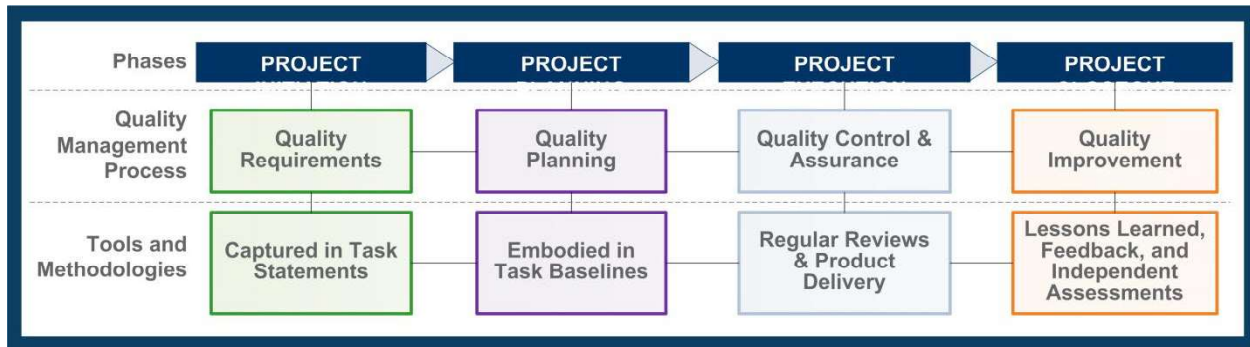 Phases
PROJECT
PROJECT
PROJECT
PROJECT
Quality
Management
Process
Quality
Requirements
Quality
Planning
Quality Control &
Assurance
Quality
Improvement
Tools and
Methodologies
Captured in Task
Statements
Embodied in
Task Baselines
Regular Reviews
& Product
Delivery
Lessons Learned,
Feedback, and
Independent
Assessments